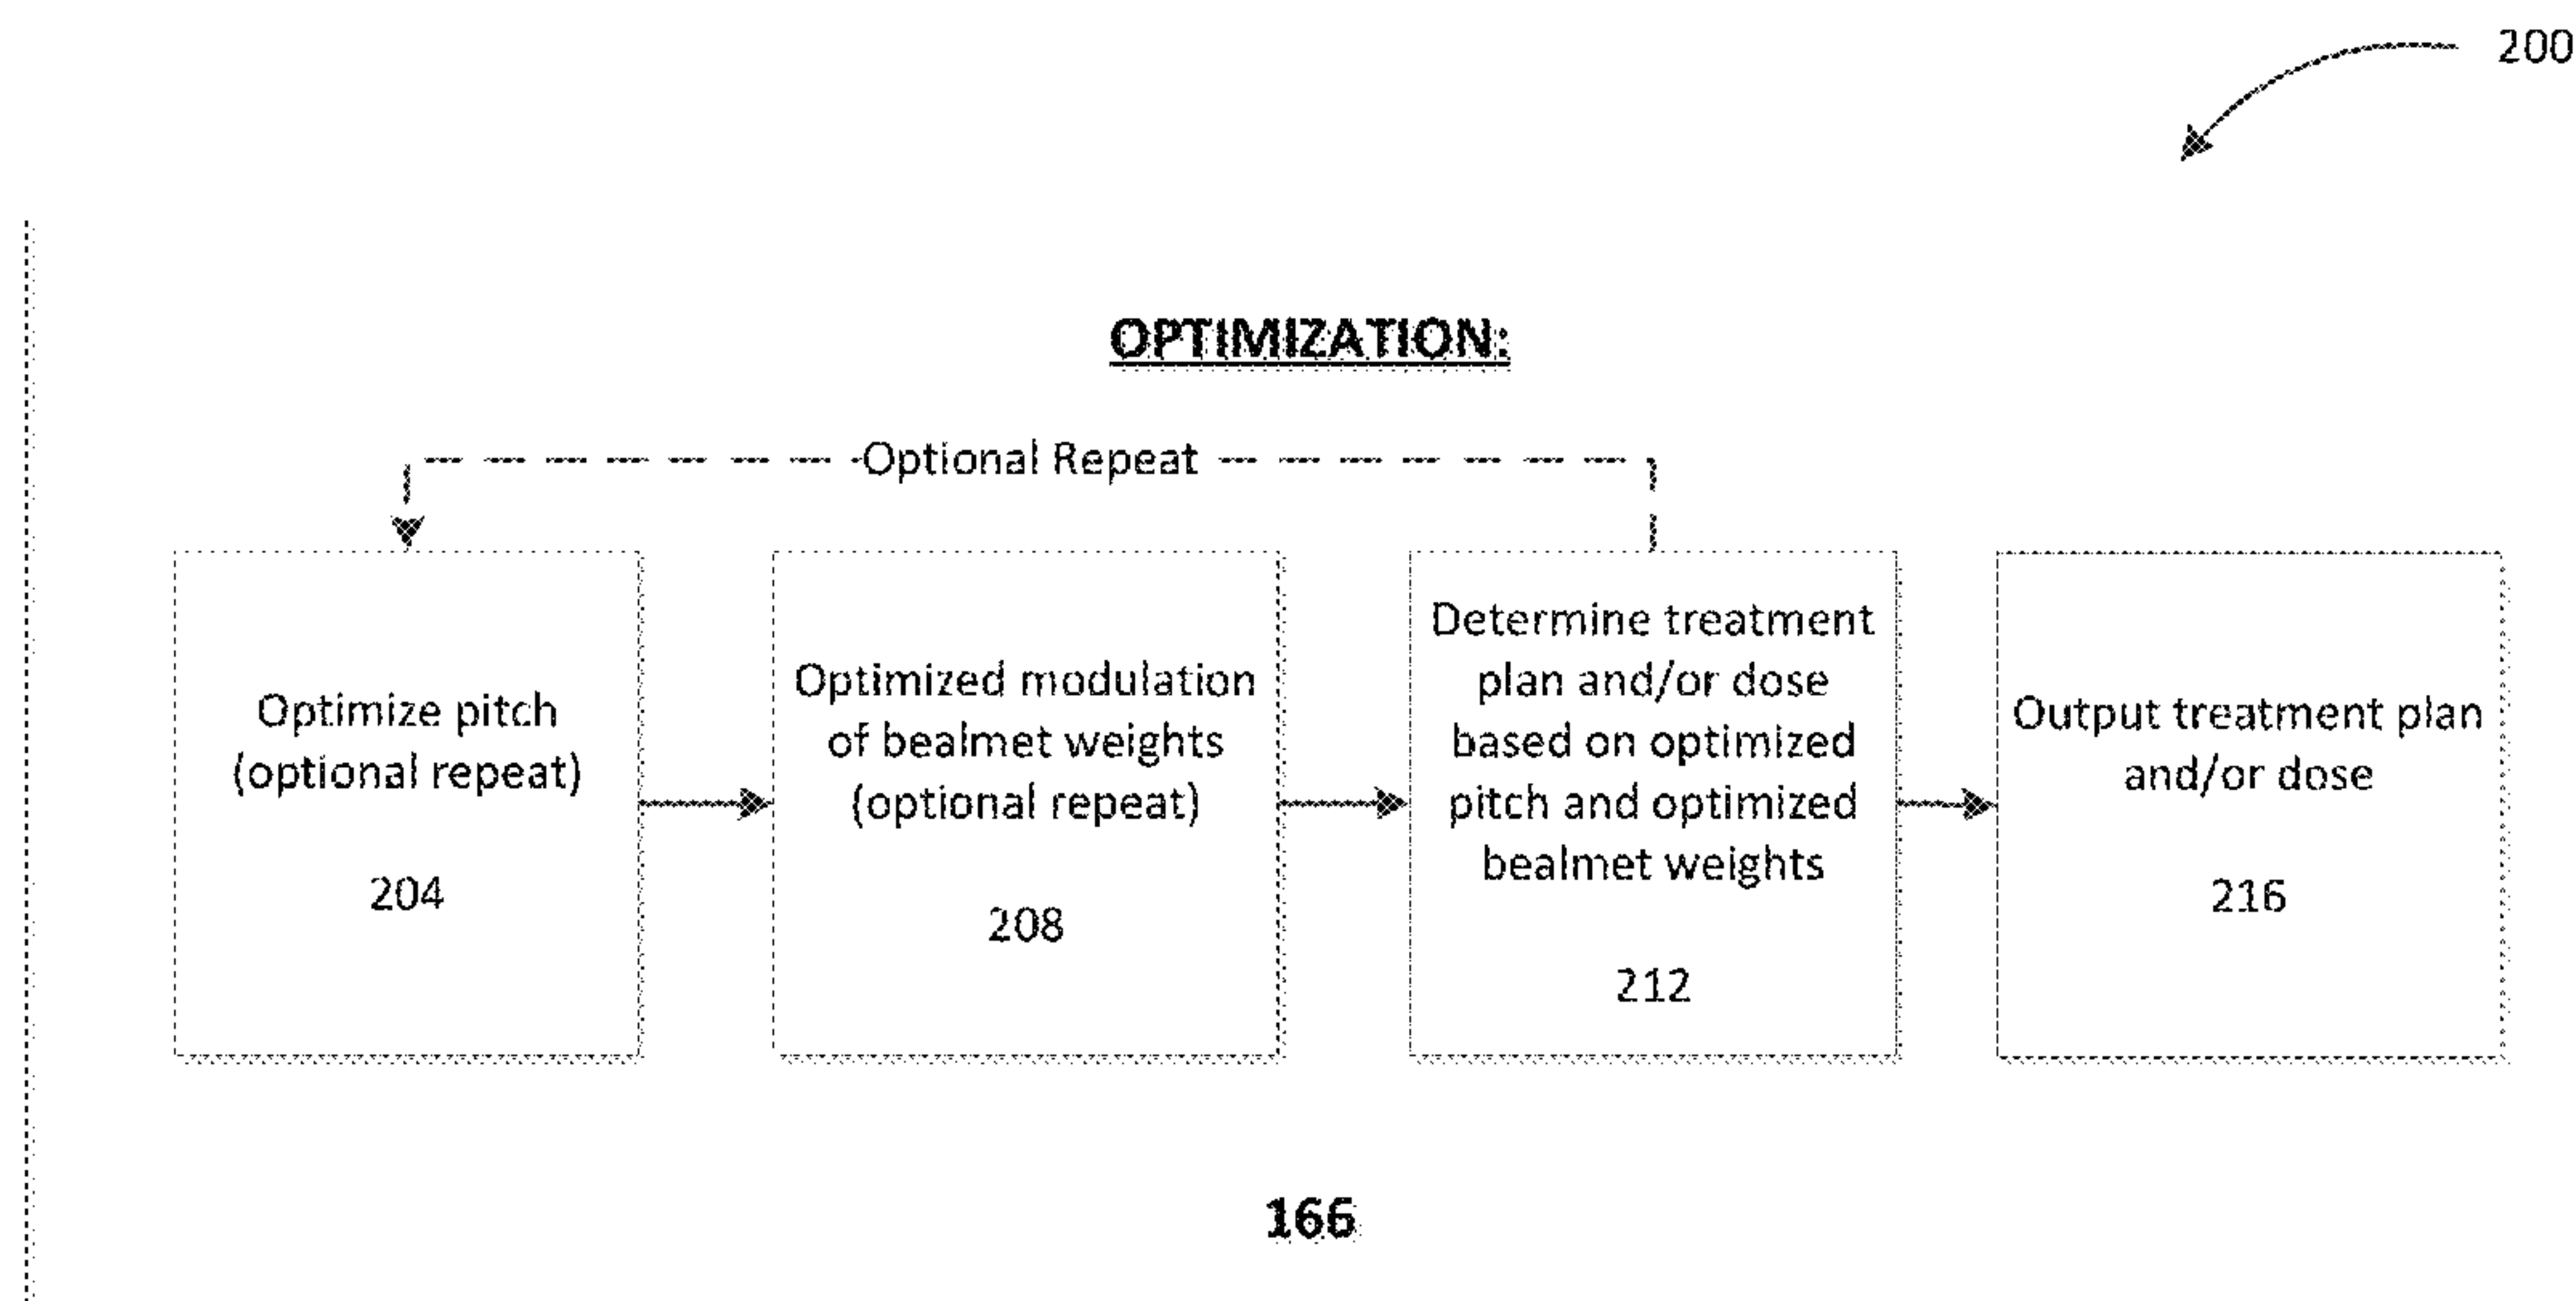 200
OPTIMIZATION:
Optional Repeat
Optimize pitch
(optional repeat)
204
Optimized modulation
of bealmet weights
(optional repeat)
208
Determine treatment
plan and/or dose
based on optimized
pitch and optimized
bealmet weights
212
Output treatment plan
and/or dose
216
166